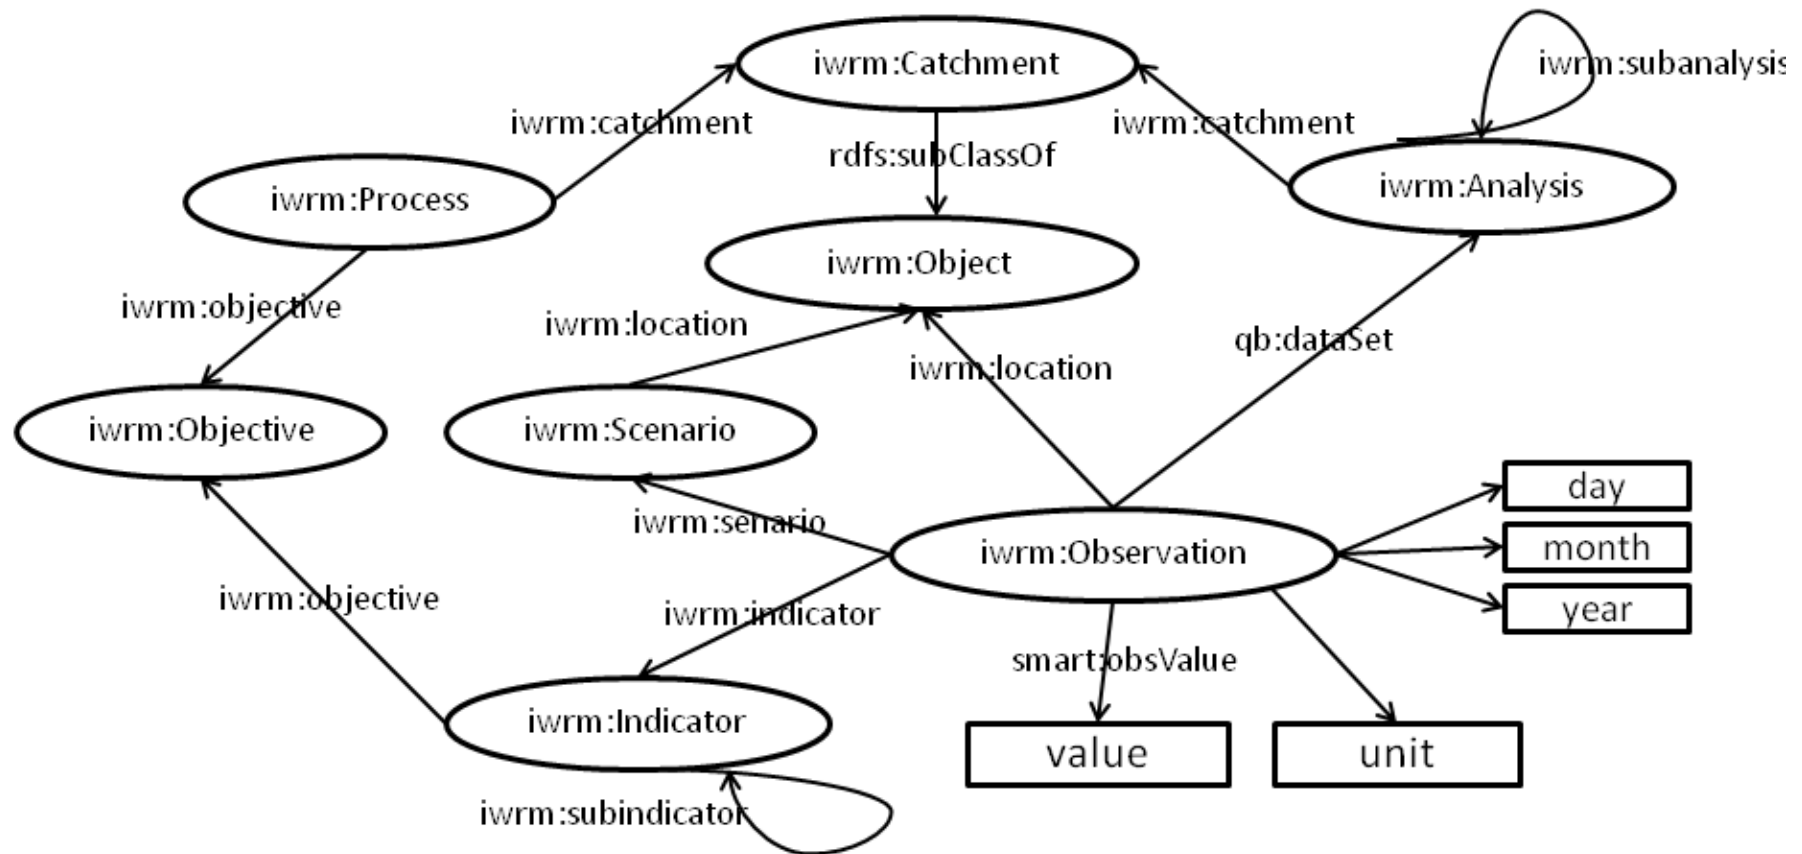 iwrm:Catchment
iwrm:subanalysis
iwrm:catchment
iwrm:catchment
rdfs:subClassOf
iwrm:Process
iwrm:Analysis
iwrm:Object
iwrm:objective
iwrm:location
qb:dataSet
iwrm:location
iwrm:Objective
iwrm:Scenario
day
iwrm:senario
month
iwrm:Observation
iwrm:objective
year
iwrm:indicator
smart:obsValue
iwrm:Indicator
value
unit
iwrm:subindicator